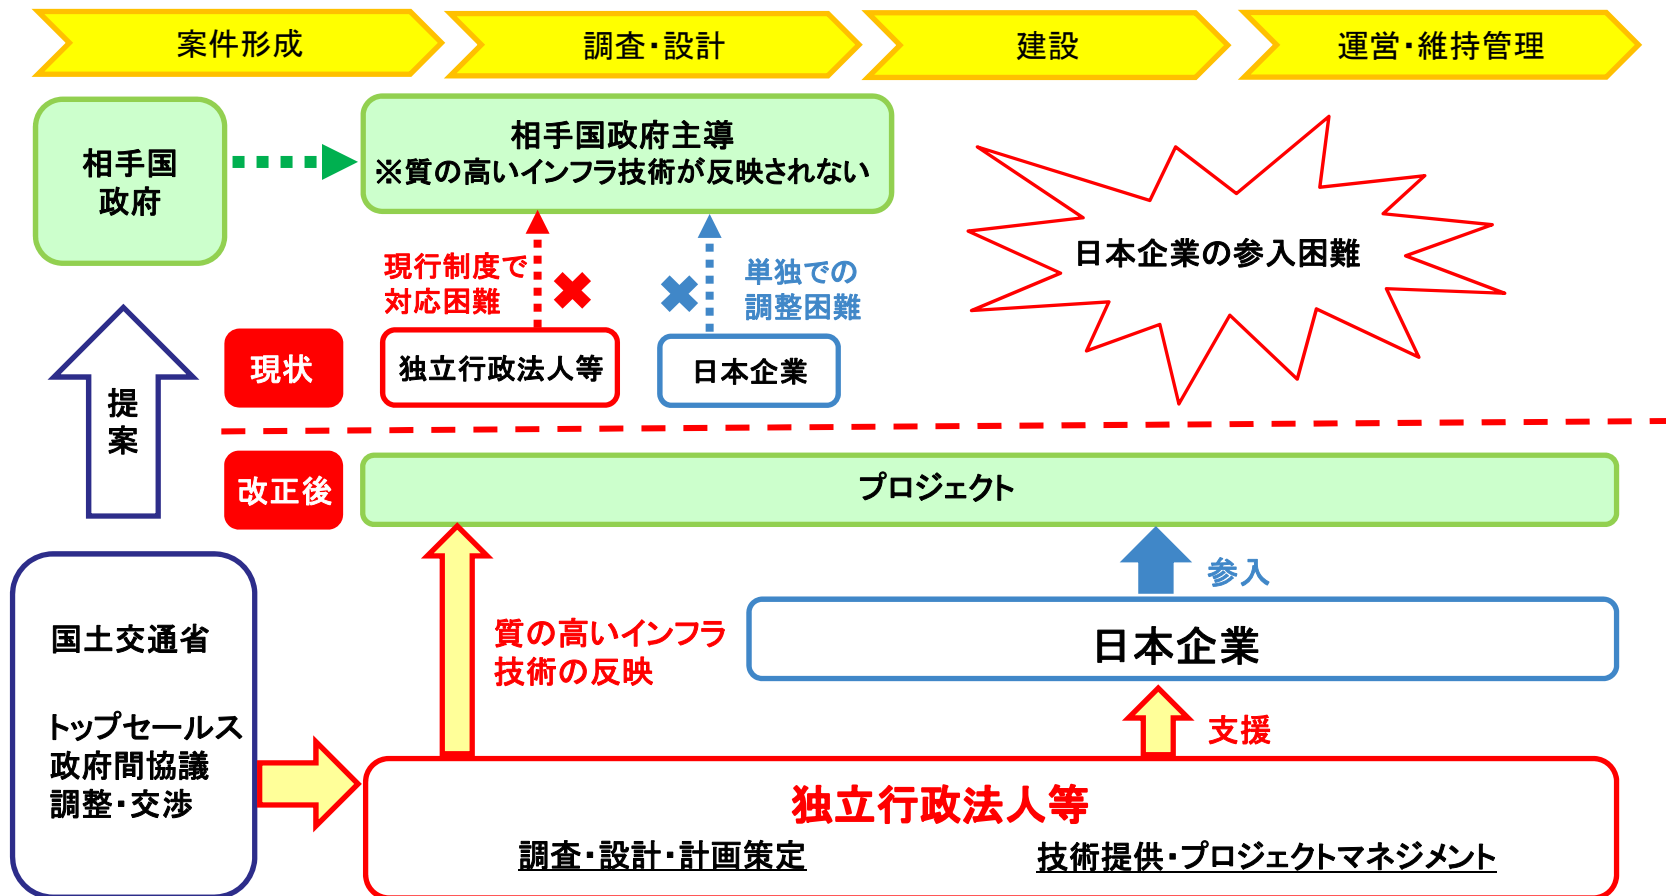 案件形成
調査・設計
建設
運営・維持管理
相手国
政府
相手国政府主導
※質の高いインフラ技術が反映されない
現行制度で
対応困難
単独での
調整困難
日本企業の参入困難
現状
独立行政法人等
日本企業
提
案
改正後
プロジェクト
参入
国土交通省
トップセールス
政府間協議
調整・交渉
質の高いインフラ
技術の反映
日本企業
支援
独立行政法人等
調査・設計・計画策定
技術提供・プロジェクトマネジメント